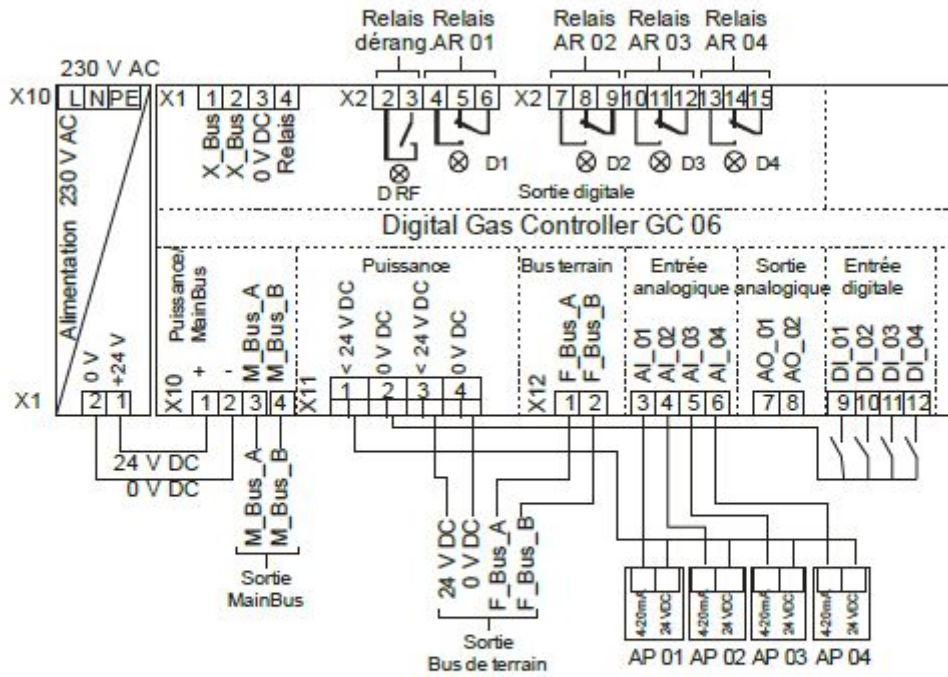 Relais dérang.
Relais AR 01
Relais AR 02
Relais AR 03
Relais AR 04
230 V AC
X10 L N PE
X1 1 2 3 4
X2 2 3 4 5 6
X2 7 8 9 10 11 12 13 14 15
Alimentation 230 V AC
X_Bus
X_Bus
0 V DC
Relais
D RF
D1
D2
D3
D4
Sortie digitale
Digital Gas Controller GC 06
Puissance/
MainBus
Puissance
Bus terrain
Entrée
analogique
Sortie
analogique
Entrée
digitale
0 V
+24 V
+
-
M_Bus_A
M_Bus_B
< 24 V DC
0 V DC
< 24 V DC
0 V DC
F_Bus_A
F_Bus_B
AI_01
AI_02
AI_03
AI_04
AO_01
AO_02
DI_01
DI_02
DI_03
DI_04
X1 2 1
X10 1 2 3 4
X11 1 2 3 4
X12 1 2 3 4 5 6 7 8 9 10 11 12
24 V DC
0 V DC
M_Bus_A
M_Bus_B
Sortie
MainBus
24 V DC
0 V DC
F_Bus_A
F_Bus_B
Sortie
Bus de terrain
4-20mA
24 VDC
4-20mA
24 VDC
4-20mA
24 VDC
4-20mA
24 VDC
AP 01 AP 02 AP 03 AP 04